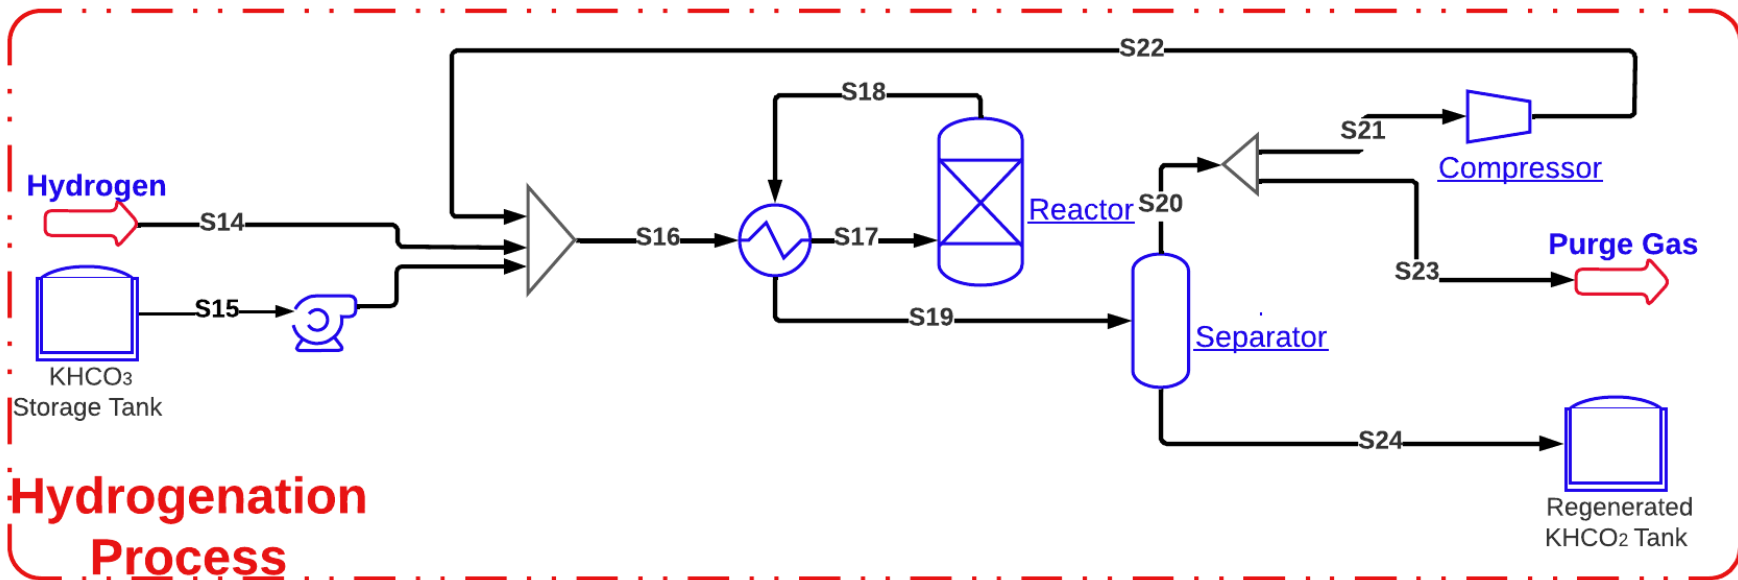 S22
S18
S21
Compressor
Hydrogen
S14
S16
S17
Reactor
S20
Purge Gas
S23
S15
S19
Separator
KHCO₃
Storage Tank
S24
Hydrogenation
Process
Regenerated
KHCO₂ Tank